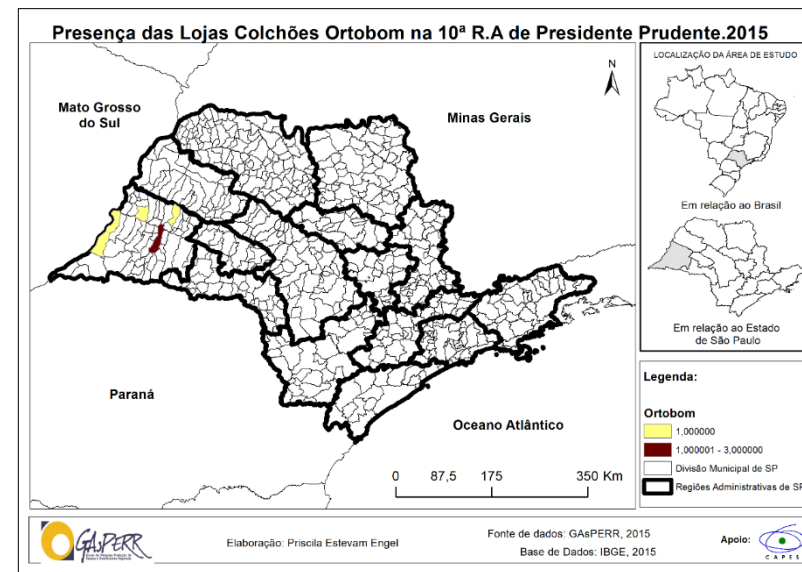 Presença das Lojas Colchões Ortobom na 10ª R.A de Presidente Prudente.2015
LOCALIZAÇÃO DA ÁREA DE ESTUDO
N
Mato Grosso
do Sul
Minas Gerais
Em relação ao Brasil
Em relação ao Estado
de São Paulo
Paraná
Oceano Atlântico
0 87,5 175 350 Km
Legenda:
Ortobom
1,000000
1,000001 - 3,000000
Divisão Municipal de SP
Regiões Administrativas de SP
GAsPERR
Elaboração: Priscila Estevam Engel
Fonte de dados: GAsPERR, 2015
Base de Dados: IBGE, 2015
Apoio:
CAPES